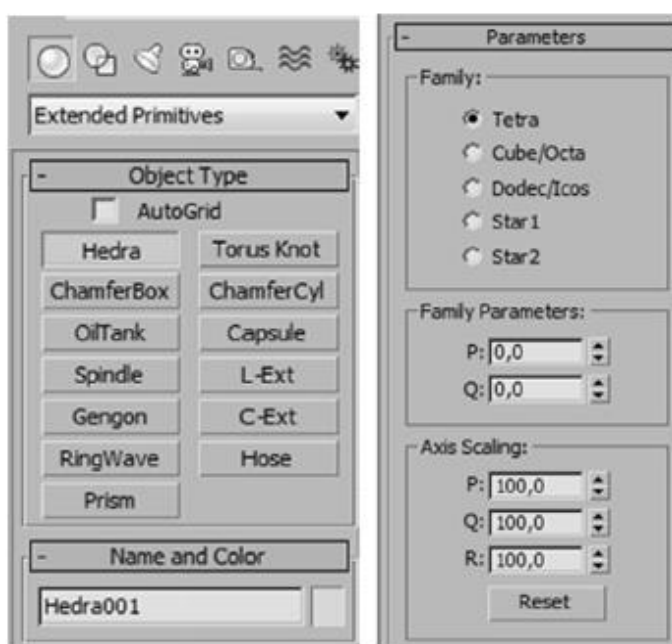 Extended Primitives
- Object Type
AutoGrid
Hedra Torus Knot
ChamferBox ChamferCyl
OilTank Capsule
Spindle L-Ext
Gengon C-Ext
RingWave Hose
Prism
- Name and Color
Hedra001
- Parameters
Family:
Tetra
Cube/Octa
Dodec/Icos
Star1
Star2
Family Parameters:
P: 0,0
Q: 0,0
Axis Scaling:
P: 100,0
Q: 100,0
R: 100,0
Reset